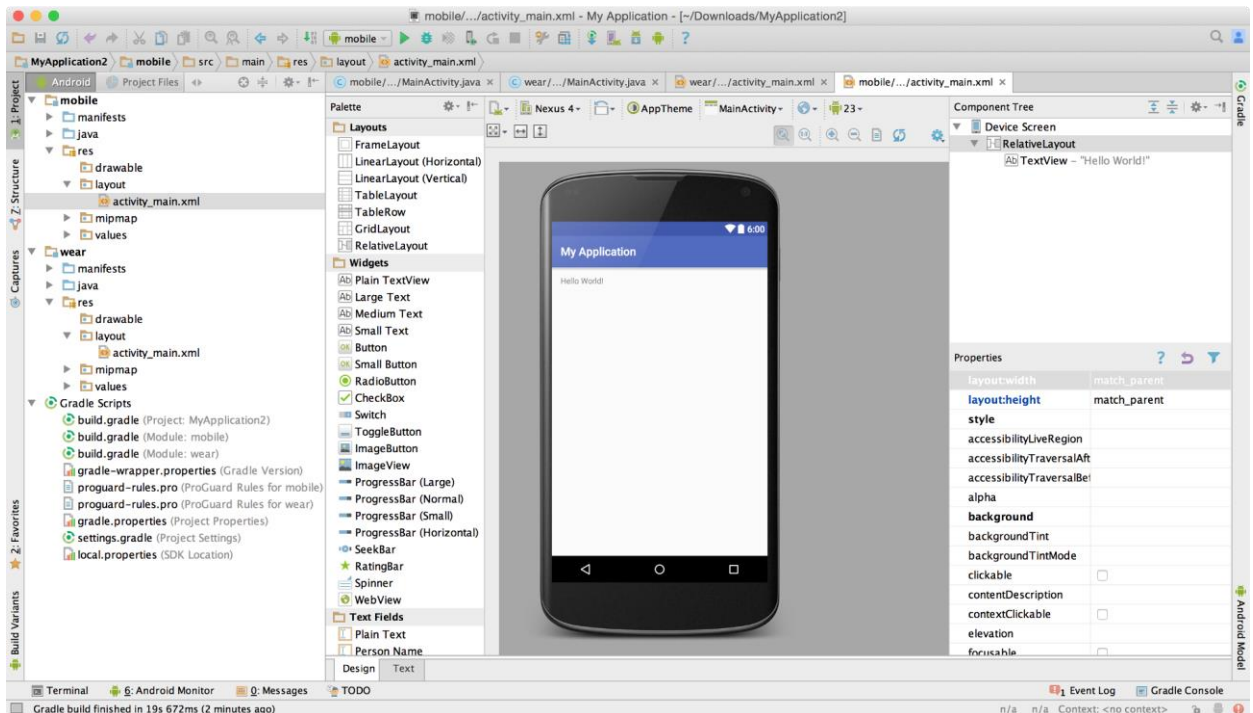 mobile/.../activity_main.xml - My Application - [~/Downloads/MyApplication2]
mobile
?
MyApplication2 mobile src main res layout activity_main.xml
1: Project
Z: Structure
Captures
2: Favorites
Build Variants
Android Project Files
mobile
manifests
java
res
drawable
layout
activity_main.xml
mipmap
values
wear
manifests
java
res
drawable
layout
activity_main.xml
mipmap
values
Gradle Scripts
build.gradle (Project: MyApplication2)
build.gradle (Module: mobile)
build.gradle (Module: wear)
gradle-wrapper.properties (Gradle Version)
proguard-rules.pro (ProGuard Rules for mobile)
proguard-rules.pro (ProGuard Rules for wear)
gradle.properties (Project Properties)
settings.gradle (Project Settings)
local.properties (SDK Location)
mobile/.../MainActivity.java wear/.../MainActivity.java wear/.../activity_main.xml mobile/.../activity_main.xml
Palette
Layouts
FrameLayout
LinearLayout (Horizontal)
LinearLayout (Vertical)
TableLayout
TableRow
GridLayout
RelativeLayout
Widgets
Ab Plain TextView
Ab Large Text
Ab Medium Text
Ab Small Text
OK Button
OK Small Button
RadioButton
CheckBox
Switch
ToggleButton
ImageButton
ImageView
ProgressBar (Large)
ProgressBar (Normal)
ProgressBar (Small)
ProgressBar (Horizontal)
SeekBar
RatingBar
Spinner
WebView
Text Fields
Plain Text
Person Name
Nexus 4 AppTheme MainActivity 23
6:00
My Application
Hello World!
Component Tree
Device Screen
RelativeLayout
Ab TextView - "Hello World!"
Properties ?
layout:width match_parent
layout:height match_parent
style
accessibilityLiveRegion
accessibilityTraversalAft
accessibilityTraversalBef
alpha
background
backgroundTint
backgroundTintMode
clickable
contentDescription
contextClickable
elevation
focusable
Gradle
Android Model
Design Text
Terminal 6: Android Monitor 0: Messages TODO 1 Event Log Gradle Console
Gradle build finished in 19s 672ms (2 minutes ago) n/a n/a Context: <no context>